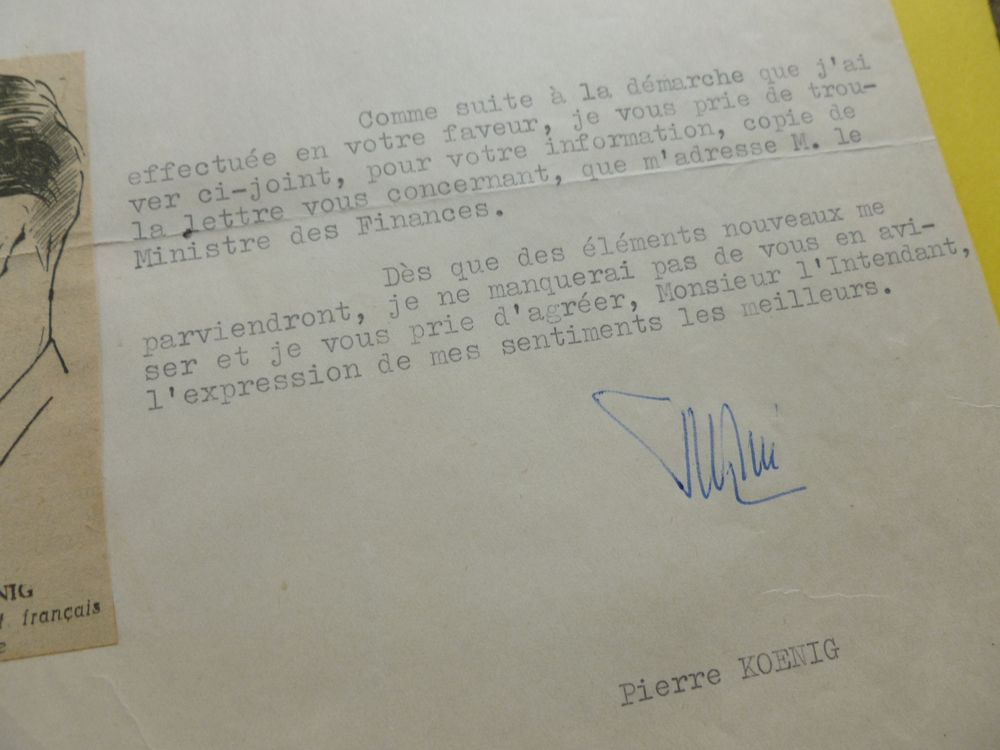 Comme suite à la démarche que j'ai
effectuée en votre faveur, je vous prie de trou-
ver ci-joint, pour votre information, copie de
la lettre vous concernant, que m'adresse M. le
Ministre des Finances.
Dès que des éléments nouveaux me
parviendront, je ne manquerai pas de vous en avi-
ser et je vous prie d'agréer, Monsieur l'Intendant,
l'expression de mes sentiments les meilleurs.
Pierre KOENIG
NIG
français